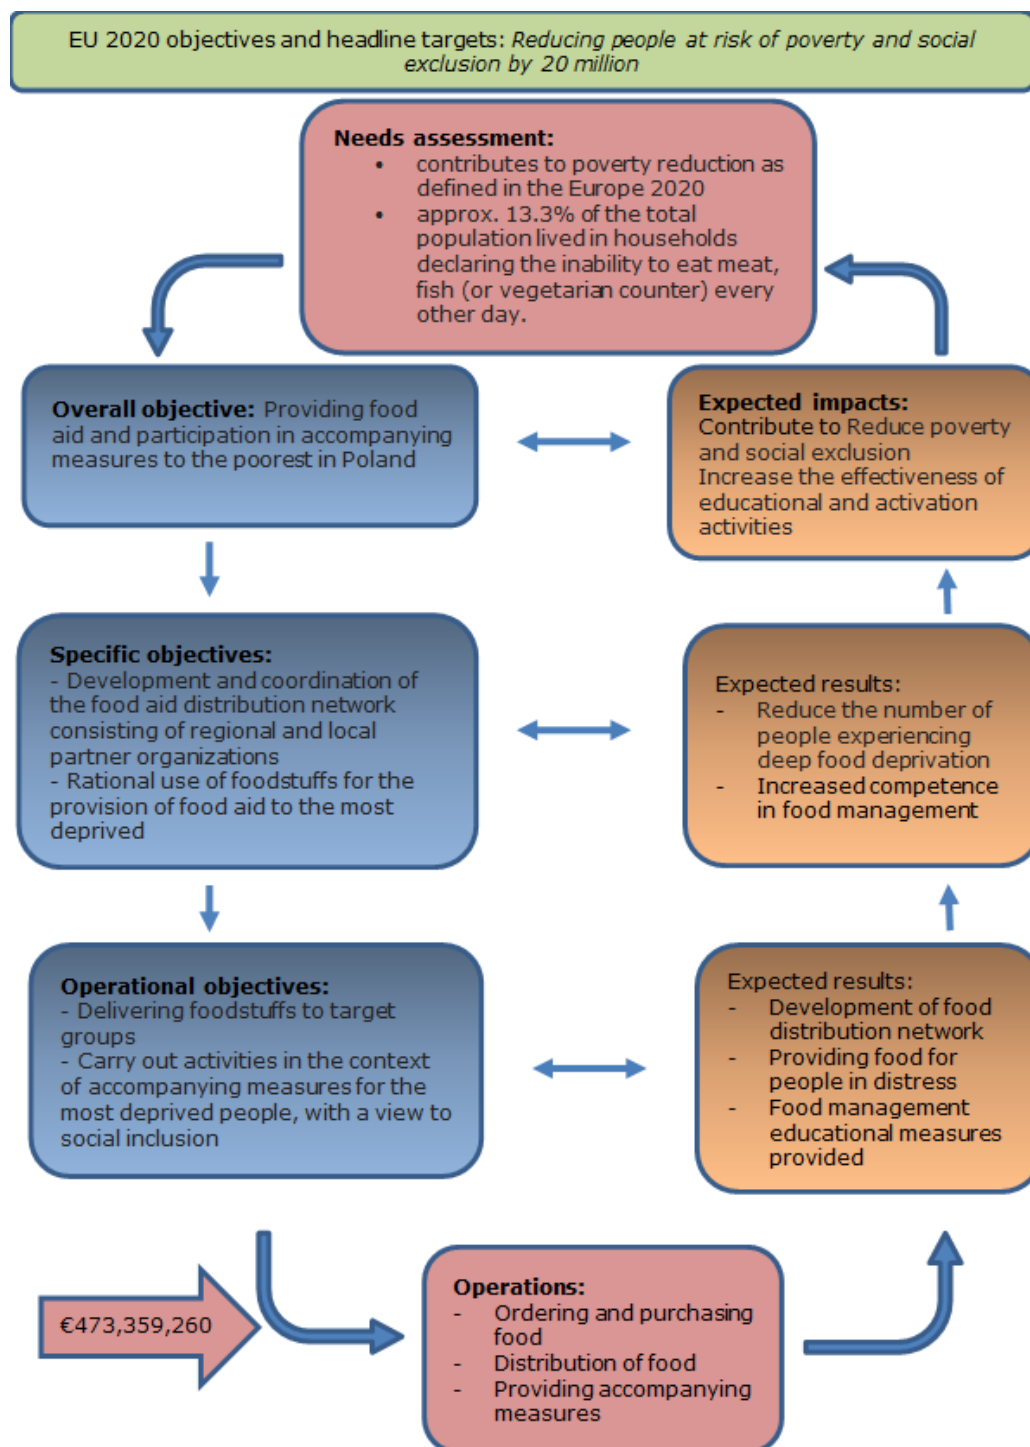 EU 2020 objectives and headline targets: Reducing people at risk of poverty and social
exclusion by 20 million
Needs assessment:
• contributes to poverty reduction as
defined in the Europe 2020
• approx. 13.3% of the total
population lived in households
declaring the inability to eat meat,
fish (or vegetarian counter) every
other day.
Overall objective: Providing food
aid and participation in accompanying
measures to the poorest in Poland
Expected impacts:
Contribute to Reduce poverty
and social exclusion
Increase the effectiveness of
educational and activation
activities
Specific objectives:
- Development and coordination of
the food aid distribution network
consisting of regional and local
partner organizations
- Rational use of foodstuffs for the
provision of food aid to the most
deprived
Expected results:
- Reduce the number of
people experiencing
deep food deprivation
- Increased competence
in food management
Operational objectives:
- Delivering foodstuffs to target
groups
- Carry out activities in the context
of accompanying measures for the
most deprived people, with a view to
social inclusion
Expected results:
- Development of food
distribution network
- Providing food for
people in distress
- Food management
educational measures
provided
€473,359,260
Operations:
- Ordering and purchasing
food
- Distribution of food
- Providing accompanying
measures